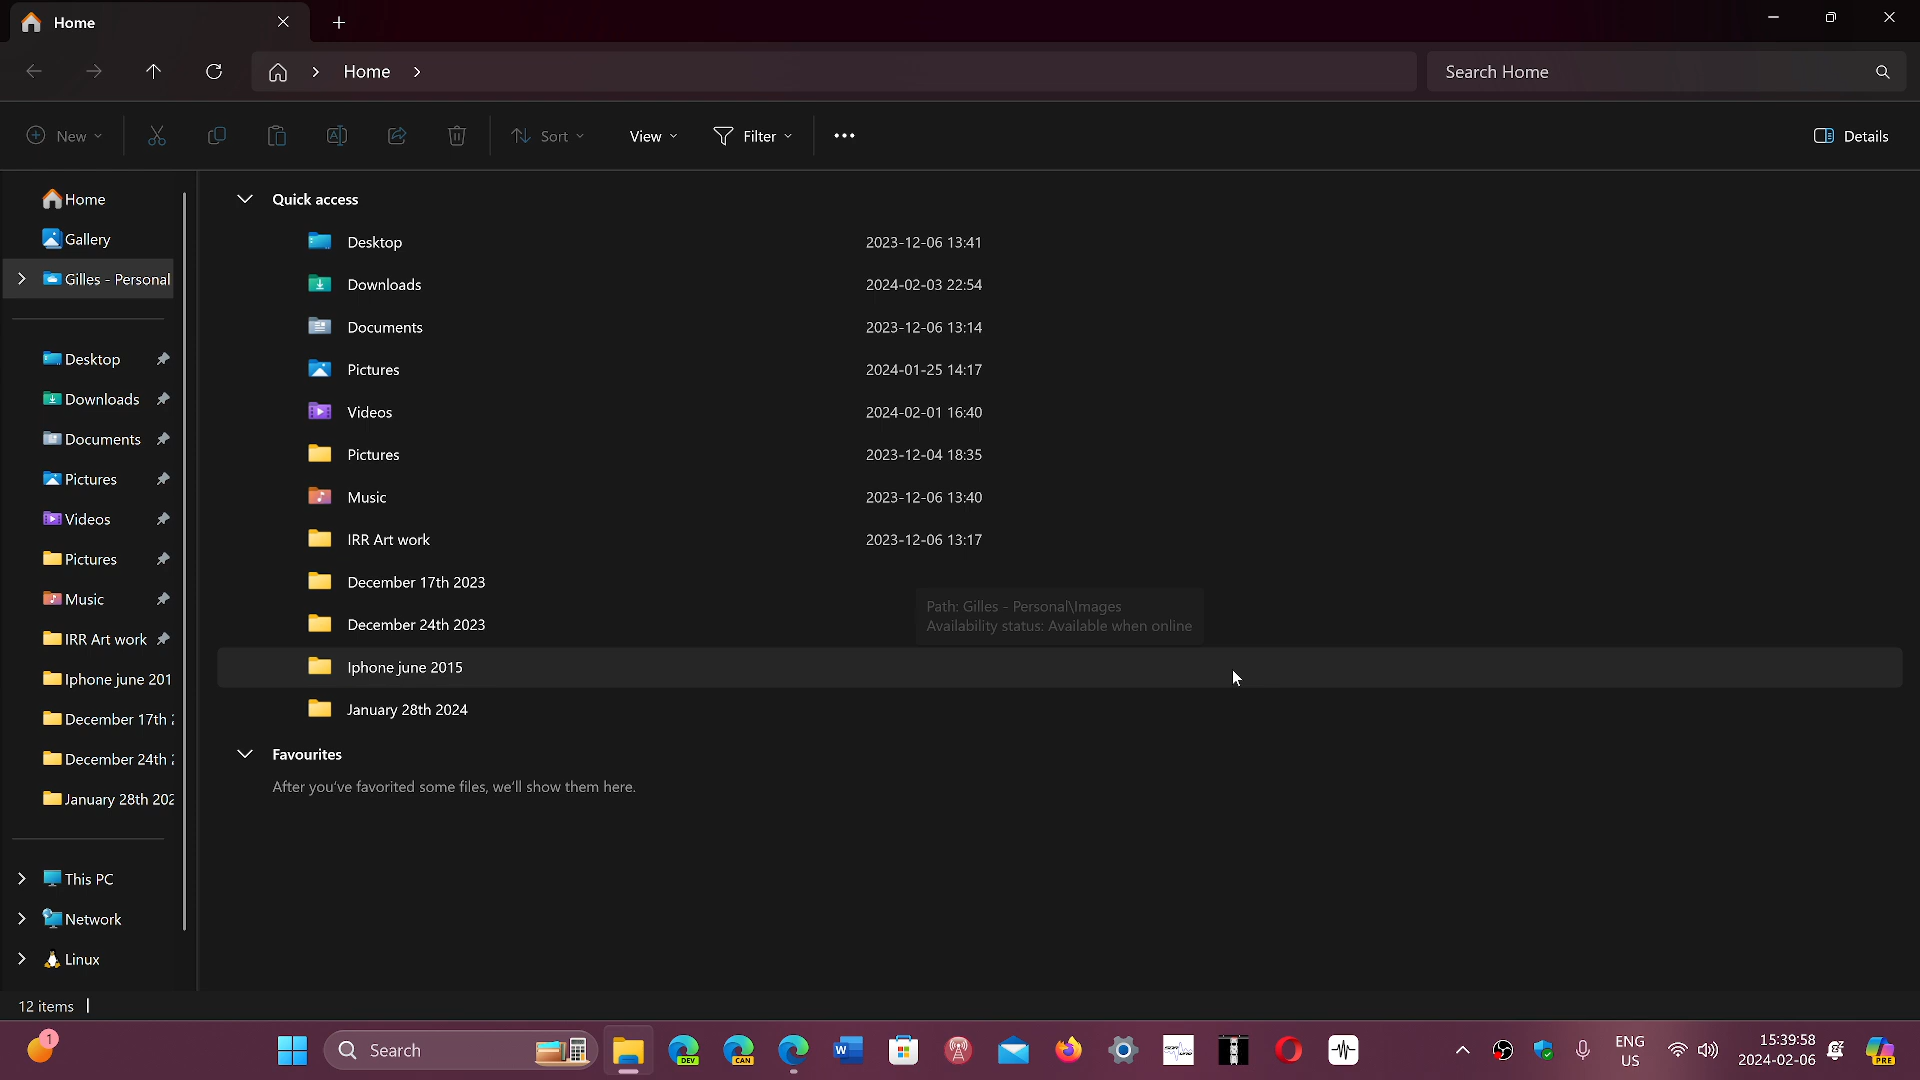 Home
Home
Search Home
New
Sort
View
Filter
Details
Home
Gallery
Gilles - Personal
Desktop
Downloads
Documents
Pictures
Videos
Pictures
Music
IRR Art work
Iphone june 201
December 17th 2
December 24th 2
January 28th 202
This PC
Network
Linux
Quick access
Desktop 2023-12-06 13:41
Downloads 2024-02-03 22:54
Documents 2023-12-06 13:14
Pictures 2024-01-25 14:17
Videos 2024-02-01 16:40
Pictures 2023-12-04 18:35
Music 2023-12-06 13:40
IRR Art work 2023-12-06 13:17
December 17th 2023
December 24th 2023
Path: Gilles - Personal\Images
Availability status: Available when online
Iphone june 2015
January 28th 2024
Favourites
After you've favorited some files, we'll show them here.
12 items
1
Search
DEV
CAN
W
ENG
US
15:39:58
2024-02-06
PRE